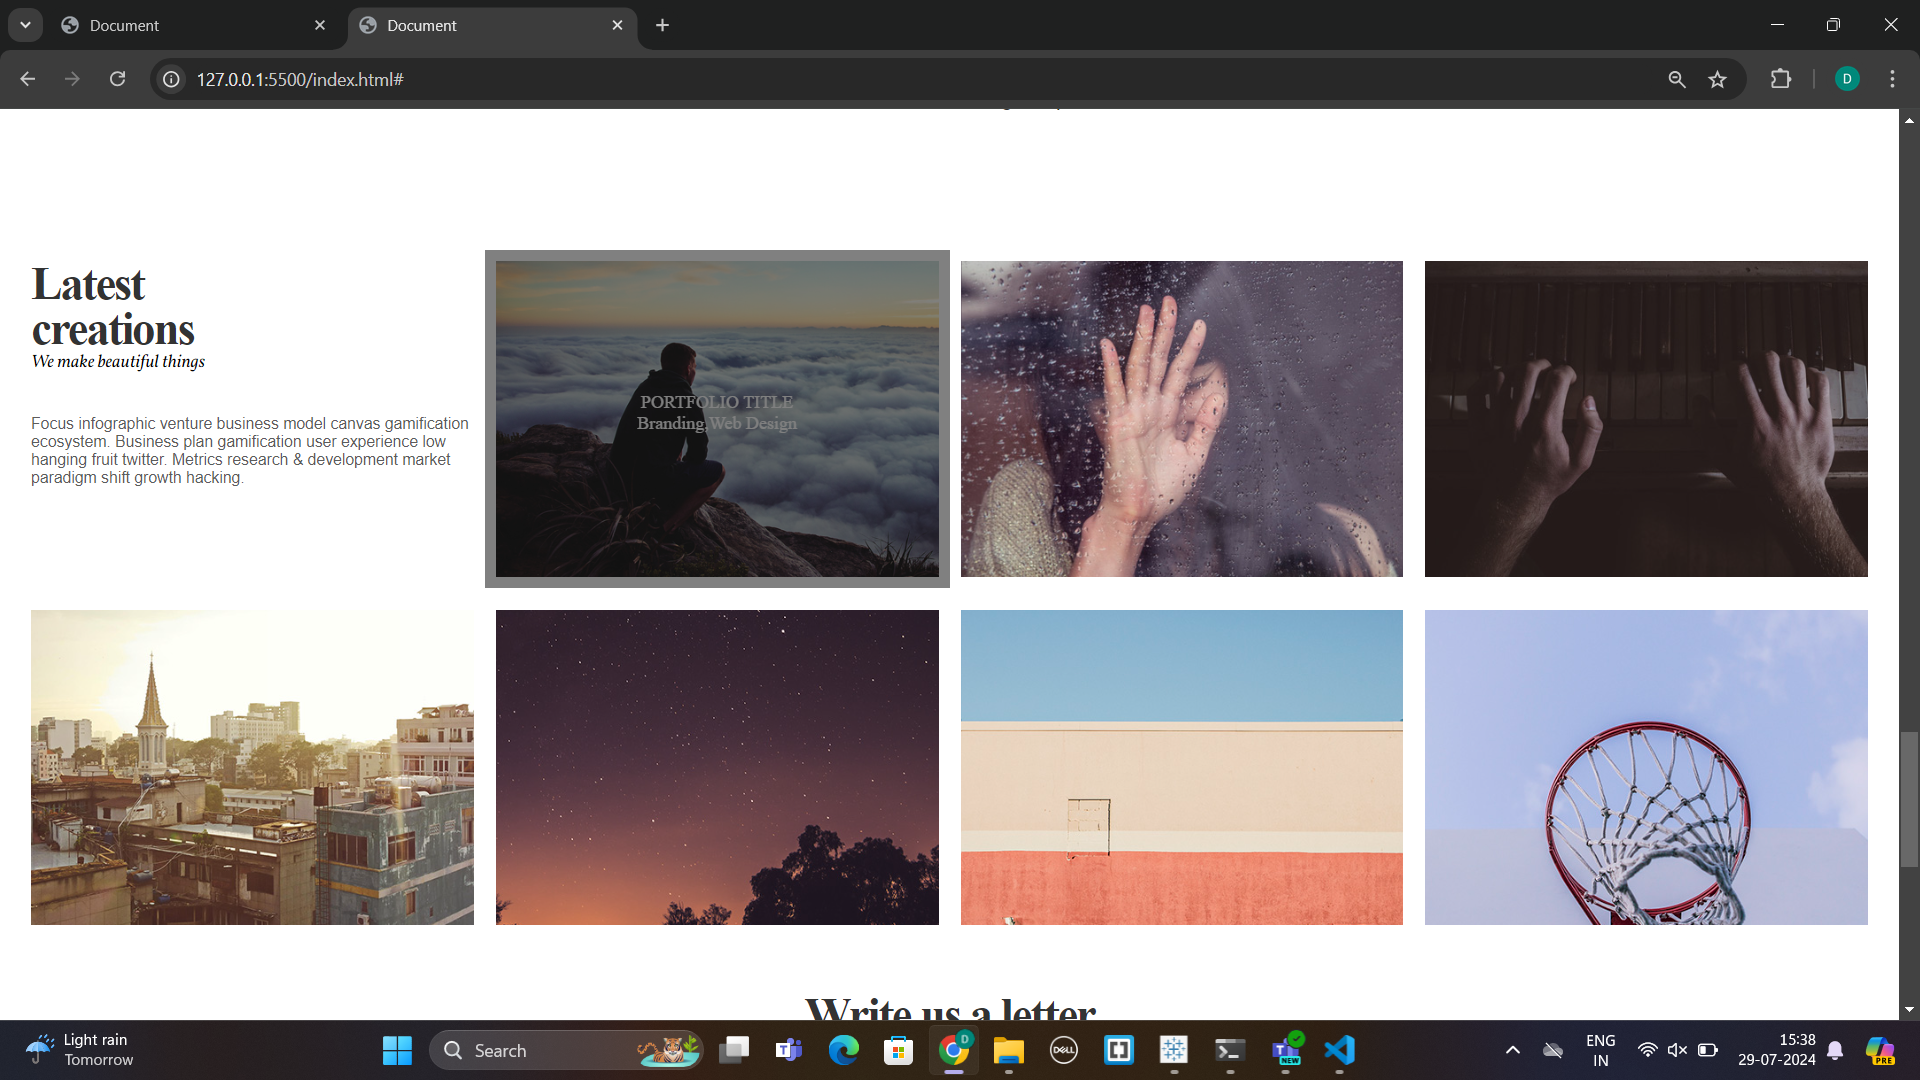 Document
Document
127.0.0.1:5500/index.html#
D
Latest
creations
We make beautiful things
Focus infographic venture business model canvas gamification
ecosystem. Business plan gamification user experience low
hanging fruit twitter. Metrics research & development market
paradigm shift growth hacking.
PORTFOLIO TITLE
Branding,Web Design
Write us a letter
Light rain
Tomorrow
Search
D
DELL
NEW
ENG
IN
15:38
29-07-2024
PRE